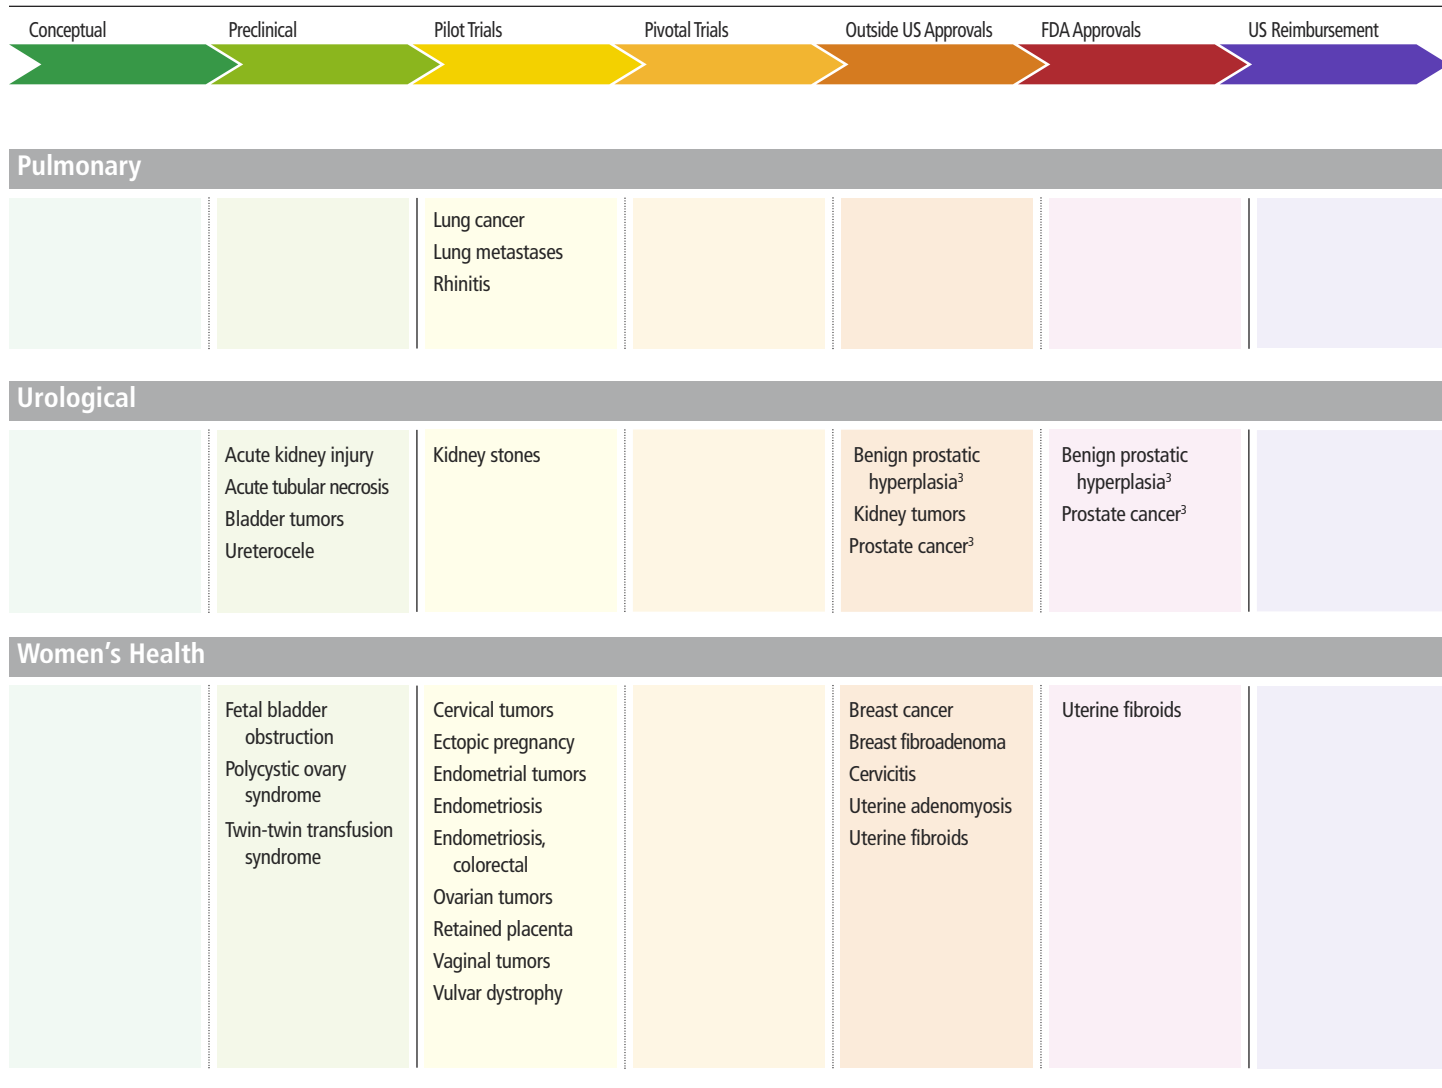 Conceptual
Preclinical
Pilot Trials
Pivotal Trials
Outside US Approvals
FDA Approvals
US Reimbursement
Pulmonary
Lung cancer
Lung metastases
Rhinitis
Urological
Acute kidney injury
Acute tubular necrosis
Bladder tumors
Ureterocele
Kidney stones
Benign prostatic
hyperplasia³
Kidney tumors
Prostate cancer³
Benign prostatic
hyperplasia³
Prostate cancer³
Women's Health
Fetal bladder
obstruction
Polycystic ovary
syndrome
Twin-twin transfusion
syndrome
Cervical tumors
Ectopic pregnancy
Endometrial tumors
Endometriosis
Endometriosis,
colorectal
Ovarian tumors
Retained placenta
Vaginal tumors
Vulvar dystrophy
Breast cancer
Breast fibroadenoma
Cervicitis
Uterine adenomyosis
Uterine fibroids
Uterine fibroids